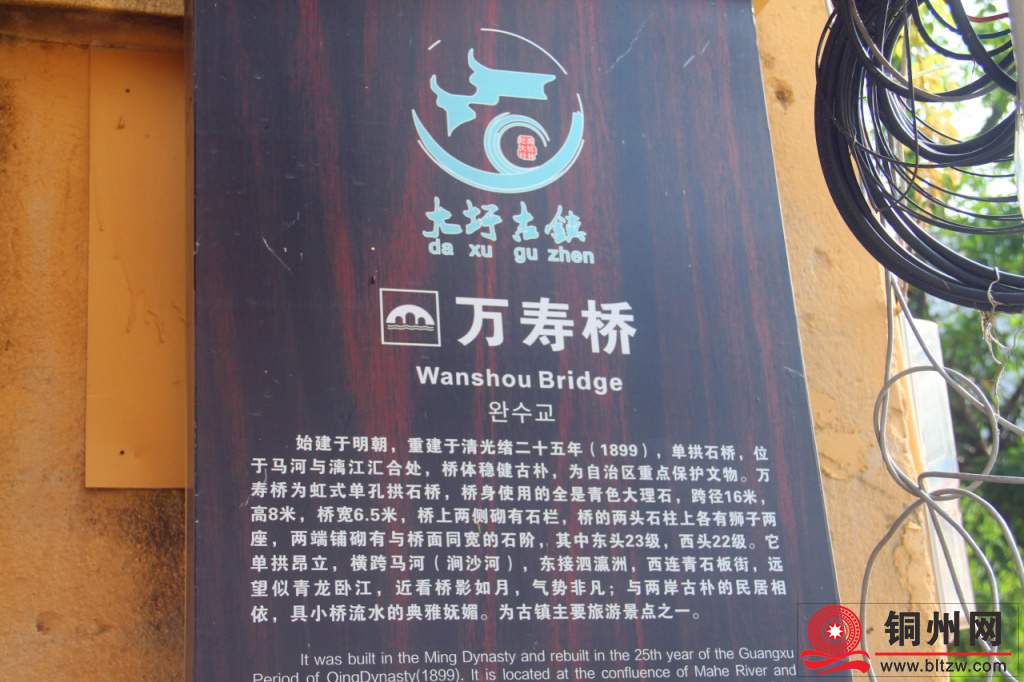 大圩古镇
da xu gu zhen
万寿桥
Wanshou Bridge
완수교
始建于明朝，重建于清光绪二十五年（1899），单拱石桥，位
于马河与漓江汇合处，桥体稳健古朴，为自治区重点保护文物。万
寿桥为虹式单孔拱石桥，桥身使用的全是青色大理石，跨径16米，
高8米，桥宽6.5米，桥上两侧砌有石栏，桥的两头石柱上各有狮子两
座，两端铺砌有与桥面同宽的石阶，其中东头23级，西头22级。它
单拱昂立，横跨马河（涧沙河），东接泗瀛洲，西连青石板街，远
望似青龙卧江，近看桥影如月，气势非凡；与两岸古朴的民居相
依，具小桥流水的典雅妩媚。为古镇主要旅游景点之一。
It was built in the Ming Dynasty and rebuilt in the 25th year of the Guangxu
Period of QingDynasty(1899). It is located at the confluence of Mahe River and
铜州网
www.bltzw.com